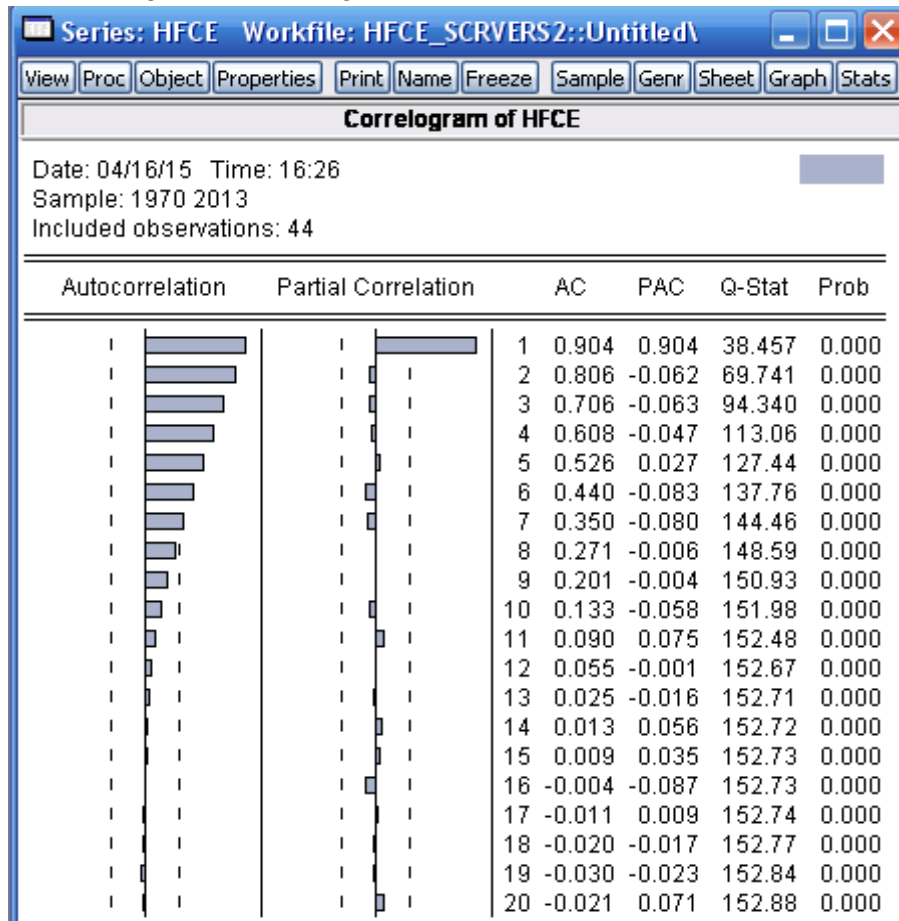 Series: HFCE Workfile: HFCE_SCRVERS2::Untitled\
View Proc Object Properties Print Name Freeze Sample Genr Sheet Graph Stats
Correlogram of HFCE
Date: 04/16/15 Time: 16:26
Sample: 1970 2013
Included observations: 44
Autocorrelation Partial Correlation AC PAC Q-Stat Prob
1 0.904 0.904 38.457 0.000
2 0.806 -0.062 69.741 0.000
3 0.706 -0.063 94.340 0.000
4 0.608 -0.047 113.06 0.000
5 0.526 0.027 127.44 0.000
6 0.440 -0.083 137.76 0.000
7 0.350 -0.080 144.46 0.000
8 0.271 -0.006 148.59 0.000
9 0.201 -0.004 150.93 0.000
10 0.133 -0.058 151.98 0.000
11 0.090 0.075 152.48 0.000
12 0.055 -0.001 152.67 0.000
13 0.025 -0.016 152.71 0.000
14 0.013 0.056 152.72 0.000
15 0.009 0.035 152.73 0.000
16 -0.004 -0.087 152.73 0.000
17 -0.011 0.009 152.74 0.000
18 -0.020 -0.017 152.77 0.000
19 -0.030 -0.023 152.84 0.000
20 -0.021 0.071 152.88 0.000